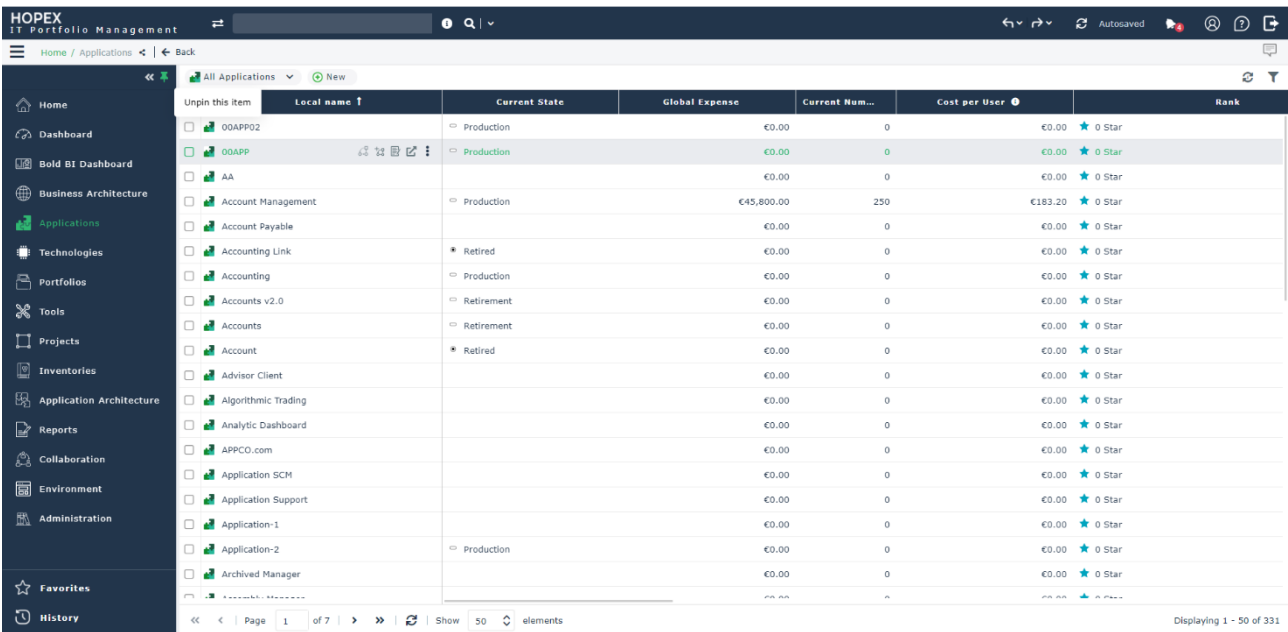 HOPEX
IT Portfolio Management
Autosaved
4
Home / Applications
Back
All Applications
New
Unpin this item
Local name Current State Global Expense Current Num... Cost per User Rank
Home
Dashboard
Bold BI Dashboard
Business Architecture
Applications
Technologies
Portfolios
Tools
Projects
Inventories
Application Architecture
Reports
Collaboration
Environment
Administration
Favorites
History
00APP02 Production €0.00 0 €0.00 0 Star
00APP Production €0.00 0 €0.00 0 Star
AA €0.00 0 €0.00 0 Star
Account Management Production €45,800.00 250 €183.20 0 Star
Account Payable €0.00 0 €0.00 0 Star
Accounting Link Retired €0.00 0 €0.00 0 Star
Accounting Production €0.00 0 €0.00 0 Star
Accounts v2.0 Retirement €0.00 0 €0.00 0 Star
Accounts Retirement €0.00 0 €0.00 0 Star
Account Retired €0.00 0 €0.00 0 Star
Advisor Client €0.00 0 €0.00 0 Star
Algorithmic Trading €0.00 0 €0.00 0 Star
Analytic Dashboard €0.00 0 €0.00 0 Star
APPCO.com €0.00 0 €0.00 0 Star
Application SCM €0.00 0 €0.00 0 Star
Application Support €0.00 0 €0.00 0 Star
Application-1 €0.00 0 €0.00 0 Star
Application-2 Production €0.00 0 €0.00 0 Star
Archived Manager €0.00 0 €0.00 0 Star
Page 1 of 7 Show 50 elements
Displaying 1 - 50 of 331